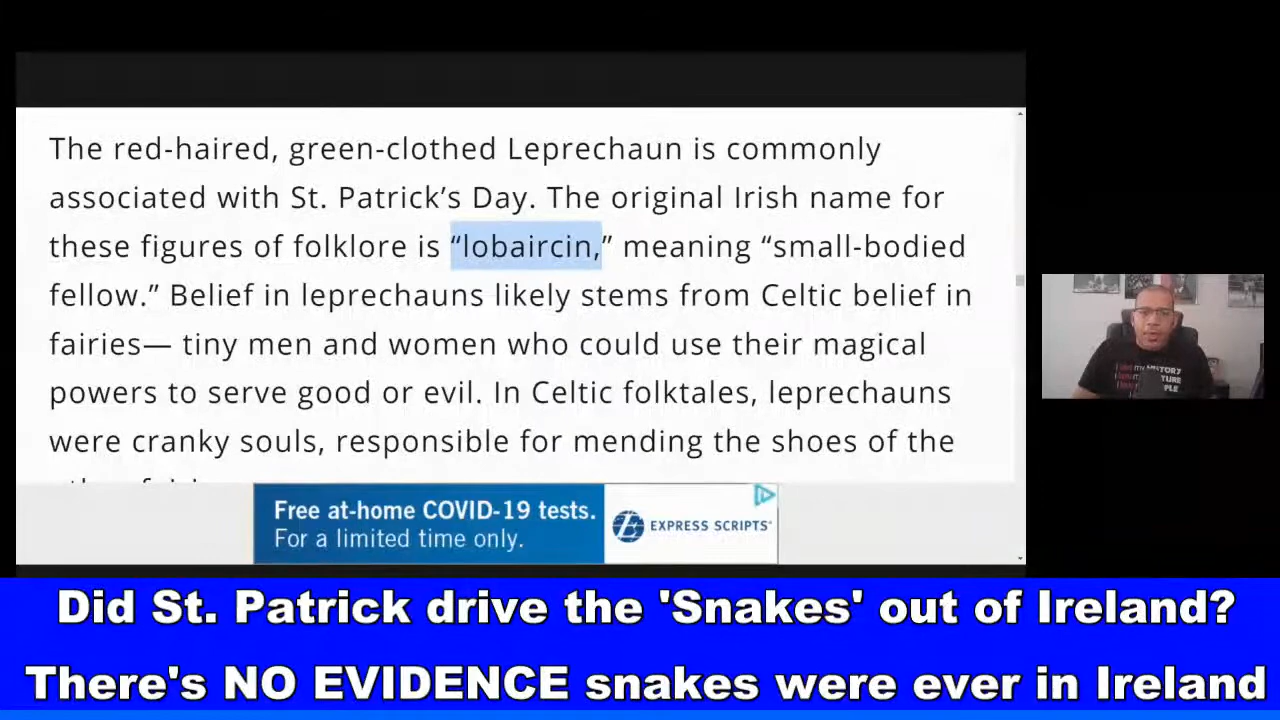 The red-haired, green-clothed Leprechaun is commonly
associated with St. Patrick’s Day. The original Irish name for
these figures of folklore is “lobaircin,” meaning “small-bodied
fellow.” Belief in leprechauns likely stems from Celtic belief in
fairies— tiny men and women who could use their magical
powers to serve good or evil. In Celtic folktales, leprechauns
were cranky souls, responsible for mending the shoes of the
Free at-home COVID-19 tests.
For a limited time only.
EXPRESS SCRIPTS®
Did St. Patrick drive the 'Snakes' out of Ireland?
There's NO EVIDENCE snakes were ever in Ireland